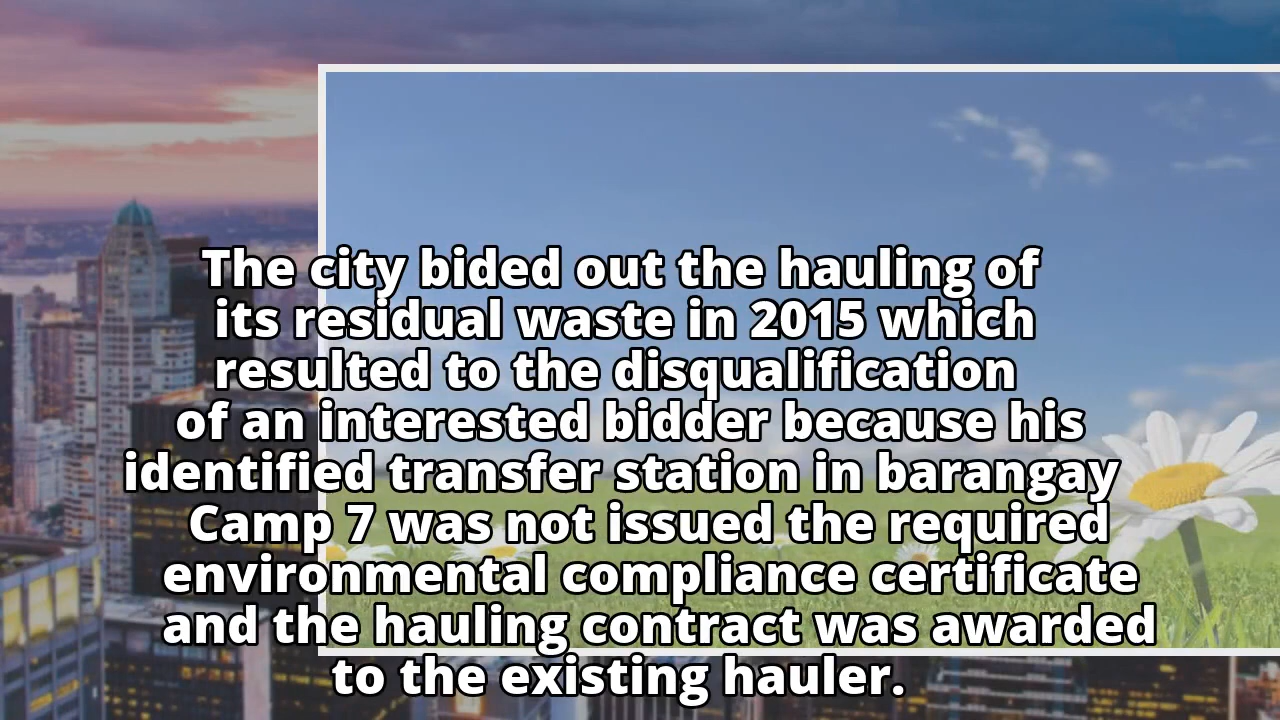 The city bided out the hauling of
its residual waste in 2015 which
resulted to the disqualification
of an interested bidder because his
identified transfer station in barangay
Camp 7 was not issued the required
environmental compliance certificate
and the hauling contract was awarded
to the existing hauler.